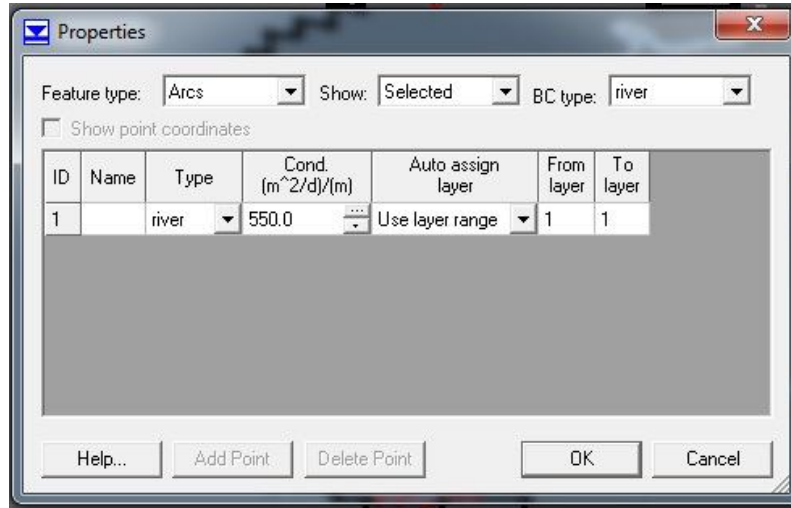 Properties
Feature type: Arcs Show: Selected BC type: river
Show point coordinates
ID Name Type Cond. (m^2/d)/(m) Auto assign layer From layer To layer
1 river 550.0 Use layer range 1 1
Help... Add Point Delete Point OK Cancel